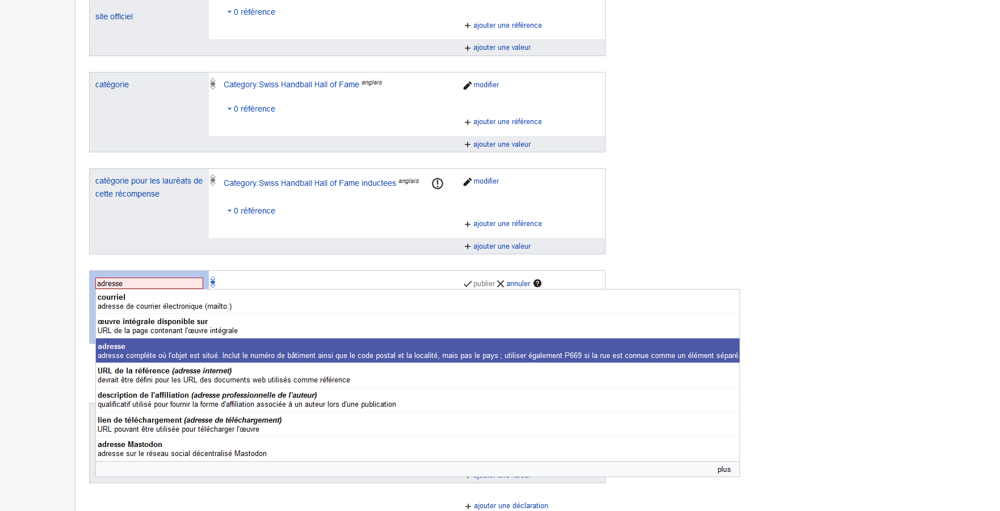 0 référence
site officiel
ajouter une référence
ajouter une valeur
catégorie
Category:Swiss Handball Hall of Fame anglais
modifier
0 référence
ajouter une référence
ajouter une valeur
catégorie pour les lauréats de
cette récompense
Category:Swiss Handball Hall of Fame inductees anglais
modifier
0 référence
ajouter une référence
ajouter une valeur
adresse
publier
annuler
courriel
adresse de courrier électronique (mailto:)
œuvre intégrale disponible sur
URL de la page contenant l'œuvre intégrale
adresse
adresse complète où l'objet est situé. Inclut le numéro de bâtiment ainsi que le code postal et la localité, mais pas le pays ; utiliser également P669 si la rue est connue comme un élément séparé
URL de la référence (adresse internet)
devrait être défini pour les URL des documents web utilisés comme référence
description de l'affiliation (adresse professionnelle de l'auteur)
qualificatif utilisé pour fournir la forme d'affiliation associée à un auteur lors d'une publication
lien de téléchargement (adresse de téléchargement)
URL pouvant être utilisée pour télécharger l'œuvre
adresse Mastodon
adresse sur le réseau social décentralisé Mastodon
plus
ajouter une valeur
ajouter une déclaration